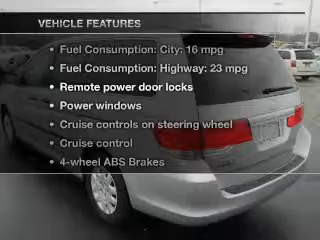 VEHICLE FEATURES
• Fuel Consumption: City: 16 mpg
• Fuel Consumption: Highway: 23 mpg
• Remote power door locks
• Power windows
• Cruise controls on steering wheel
• Cruise control
• 4-wheel ABS Brakes